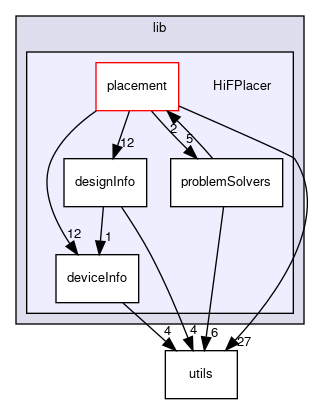 lib
placement
HiFPlacer
2
5
12
designInfo
problemSolvers
12
1
deviceInfo
4
4
6
27
utils